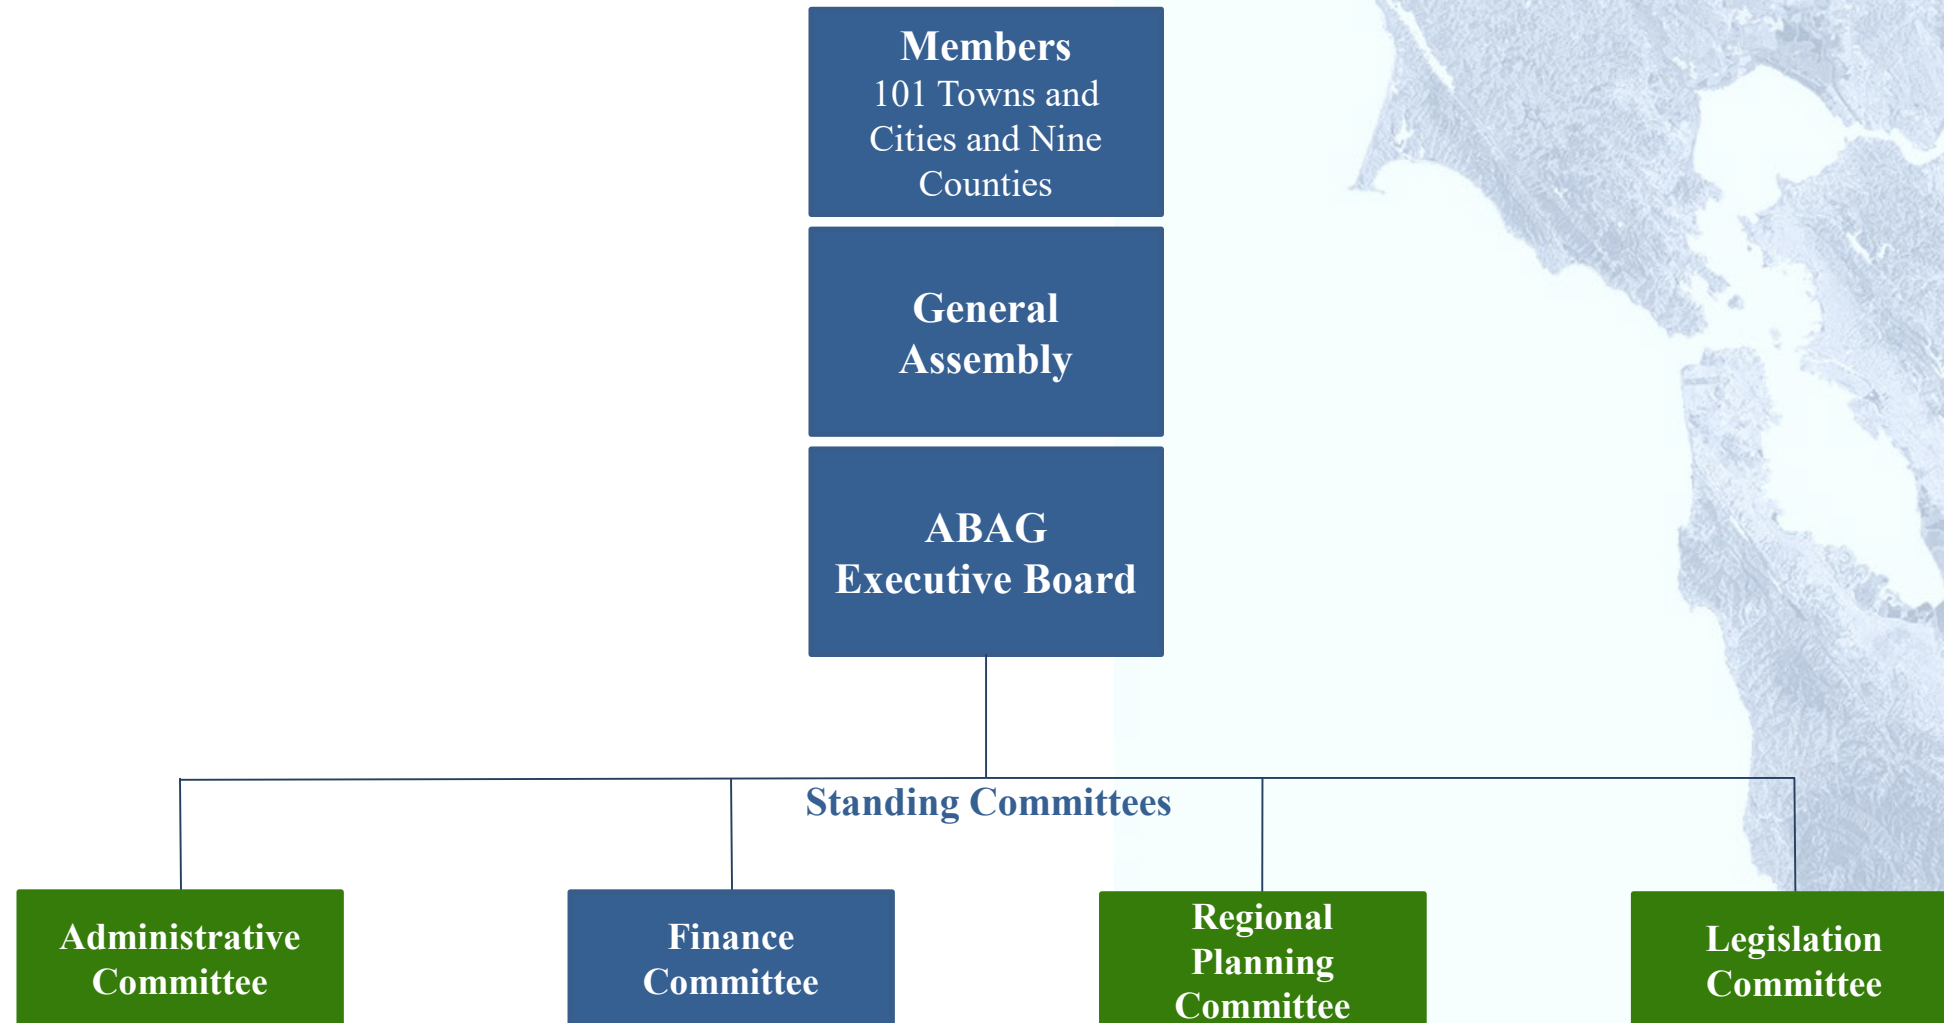 Members
101 Towns and
Cities and Nine
Counties
General
Assembly
ABAG
Executive Board
Standing Committees
Administrative
Committee
Finance
Committee
Regional
Planning
Committee
Legislation
Committee